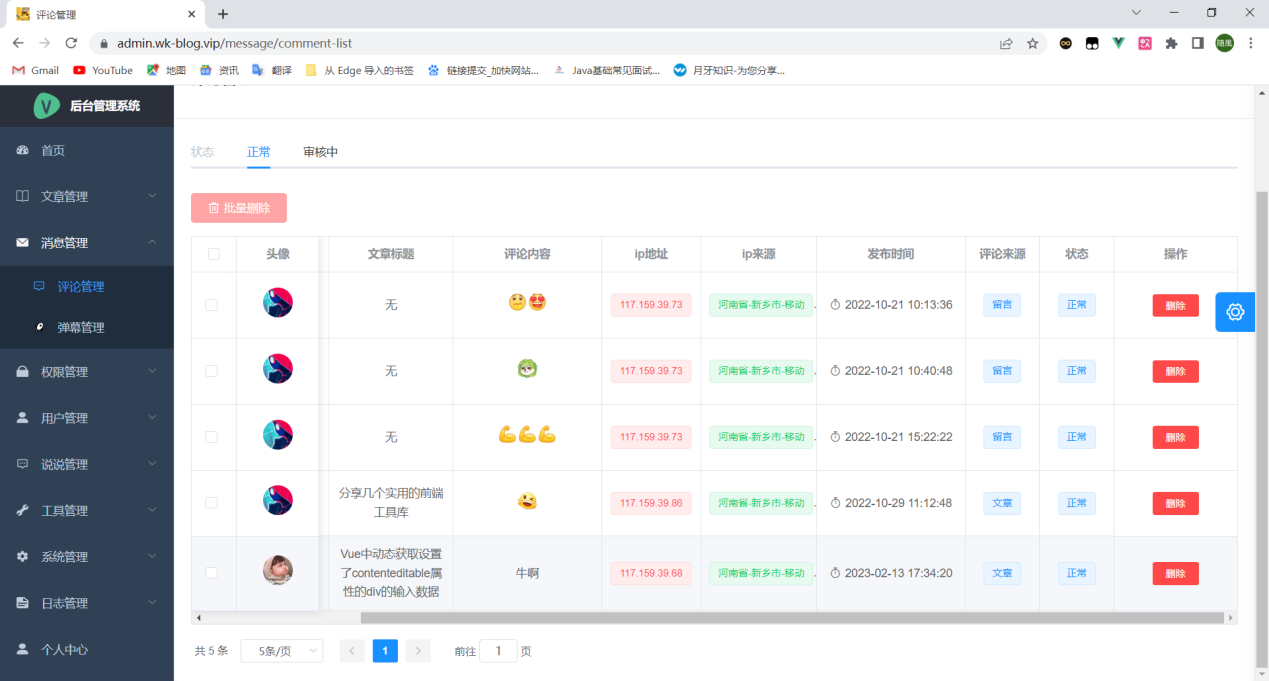 评论管理
admin.wk-blog.vip/message/comment-list
随風
Gmail
YouTube
地图
资讯
翻译
从 Edge 导入的书签
链接提交_加快网站...
Java基础常见面试...
月牙知识-为您分享...
V
后台管理系统
首页
文章管理
消息管理
评论管理
弹幕管理
权限管理
用户管理
说说管理
工具管理
系统管理
日志管理
个人中心
状态
正常
审核中
批量删除
头像 文章标题 评论内容 ip地址 ip来源 发布时间 评论来源 状态 操作
无 😕😍 117.159.39.73 河南省-新乡市-移动 2022-10-21 10:13:36 留言 正常 删除
无 117.159.39.73 河南省-新乡市-移动 2022-10-21 10:40:48 留言 正常 删除
无 💪💪💪 117.159.39.73 河南省-新乡市-移动 2022-10-21 15:22:22 留言 正常 删除
分享几个实用的前端
工具库
😜 117.159.39.86 河南省-新乡市-移动 2022-10-29 11:12:48 文章 正常 删除
Vue中动态获取设置
了contenteditable属
性的div的输入数据
牛啊 117.159.39.68 河南省-新乡市-移动 2023-02-13 17:34:20 文章 正常 删除
共 5 条 5条/页 1 前往 1 页